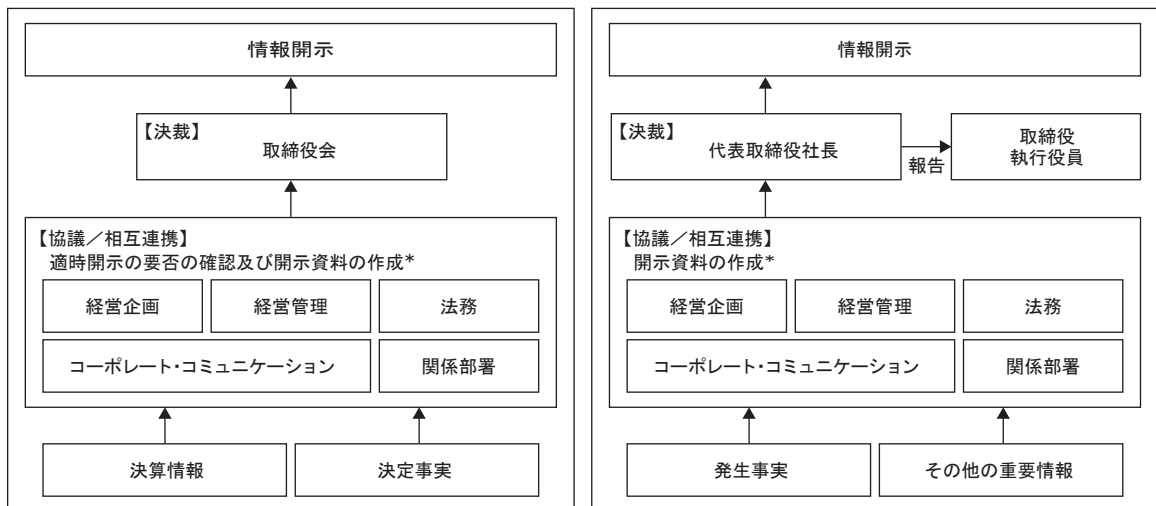 情報開示
【決裁】
取締役会
【協議／相互連携】
適時開示の要否の確認及び開示資料の作成*
経営企画
経営管理
法務
コーポレート・コミュニケーション
関係部署
決算情報
決定事実
情報開示
【決裁】
代表取締役社長
報告
取締役
執行役員
【協議／相互連携】
開示資料の作成*
経営企画
経営管理
法務
コーポレート・コミュニケーション
関係部署
発生事実
その他の重要情報